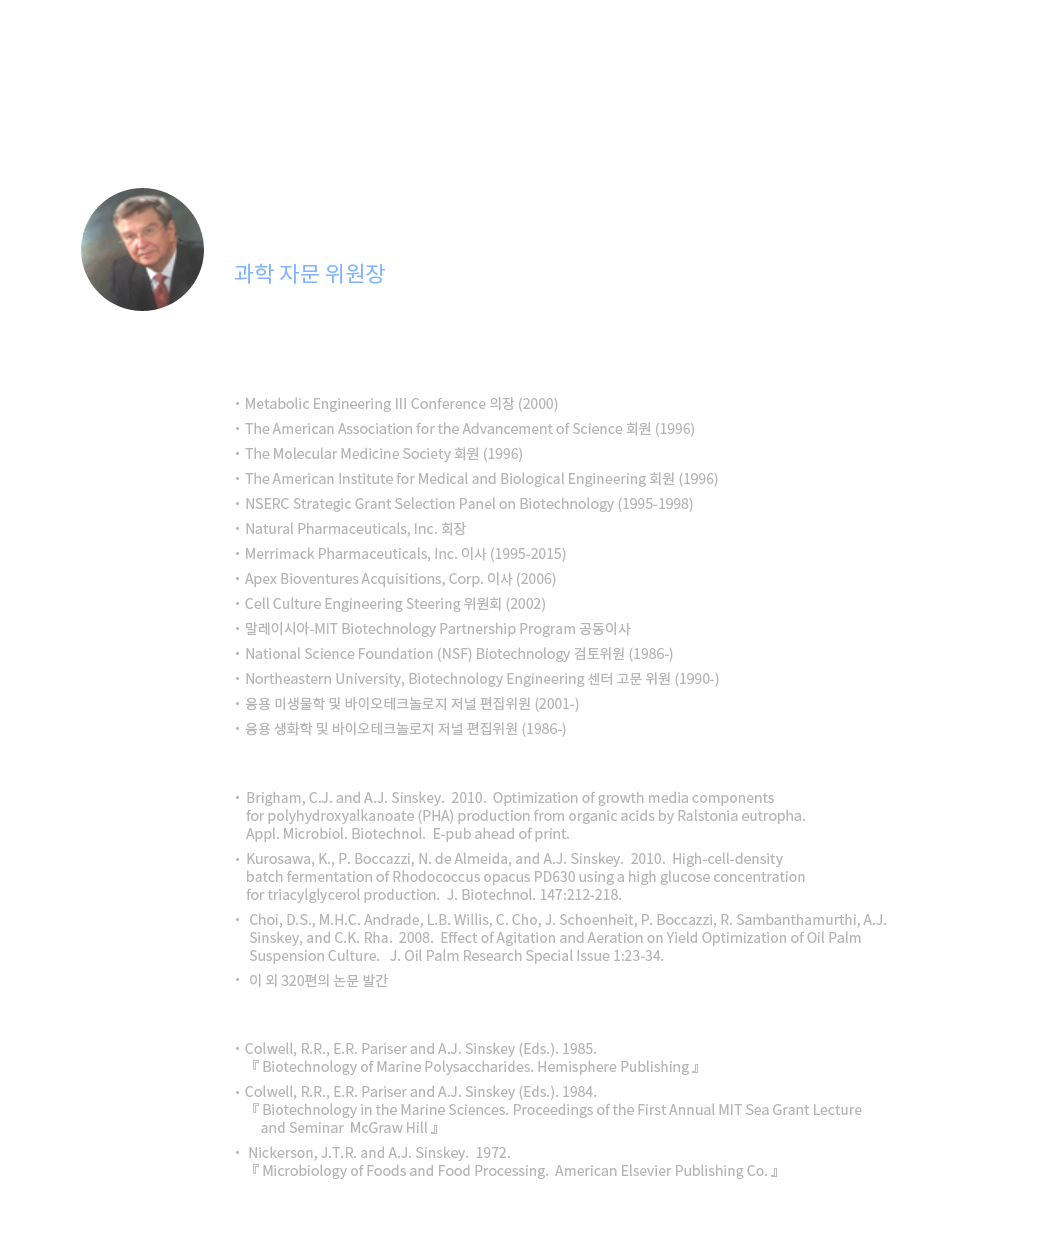 과학 자문 위원장
· Metabolic Engineering III Conference 의장 (2000)
· The American Association for the Advancement of Science 회원 (1996)
· The Molecular Medicine Society 회원 (1996)
· The American Institute for Medical and Biological Engineering 회원 (1996)
· NSERC Strategic Grant Selection Panel on Biotechnology (1995-1998)
· Natural Pharmaceuticals, Inc. 회장
· Merrimack Pharmaceuticals, Inc. 이사 (1995-2015)
· Apex Bioventures Acquisitions, Corp. 이사 (2006)
· Cell Culture Engineering Steering 위원회 (2002)
· 말레이시아-MIT Biotechnology Partnership Program 공동이사
· National Science Foundation (NSF) Biotechnology 검토위원 (1986-)
· Northeastern University, Biotechnology Engineering 센터 고문 위원 (1990-)
· 응용 미생물학 및 바이오테크놀로지 저널 편집위원 (2001-)
· 응용 생화학 및 바이오테크놀로지 저널 편집위원 (1986-)
· Brigham, C.J. and A.J. Sinskey. 2010. Optimization of growth media components
for polyhydroxyalkanoate (PHA) production from organic acids by Ralstonia eutropha.
Appl. Microbiol. Biotechnol. E-pub ahead of print.
· Kurosawa, K., P. Boccazzi, N. de Almeida, and A.J. Sinskey. 2010. High-cell-density
batch fermentation of Rhodococcus opacus PD630 using a high glucose concentration
for triacylglycerol production. J. Biotechnol. 147:212-218.
· Choi, D.S., M.H.C. Andrade, L.B. Willis, C. Cho, J. Schoenheit, P. Boccazzi, R. Sambanthamurthi, A.J.
Sinskey, and C.K. Rha. 2008. Effect of Agitation and Aeration on Yield Optimization of Oil Palm
Suspension Culture. J. Oil Palm Research Special Issue 1:23-34.
· 이 외 320편의 논문 발간
· Colwell, R.R., E.R. Pariser and A.J. Sinskey (Eds.). 1985.
『 Biotechnology of Marine Polysaccharides. Hemisphere Publishing 』
· Colwell, R.R., E.R. Pariser and A.J. Sinskey (Eds.). 1984.
『 Biotechnology in the Marine Sciences. Proceedings of the First Annual MIT Sea Grant Lecture
and Seminar McGraw Hill 』
· Nickerson, J.T.R. and A.J. Sinskey. 1972.
『 Microbiology of Foods and Food Processing. American Elsevier Publishing Co. 』